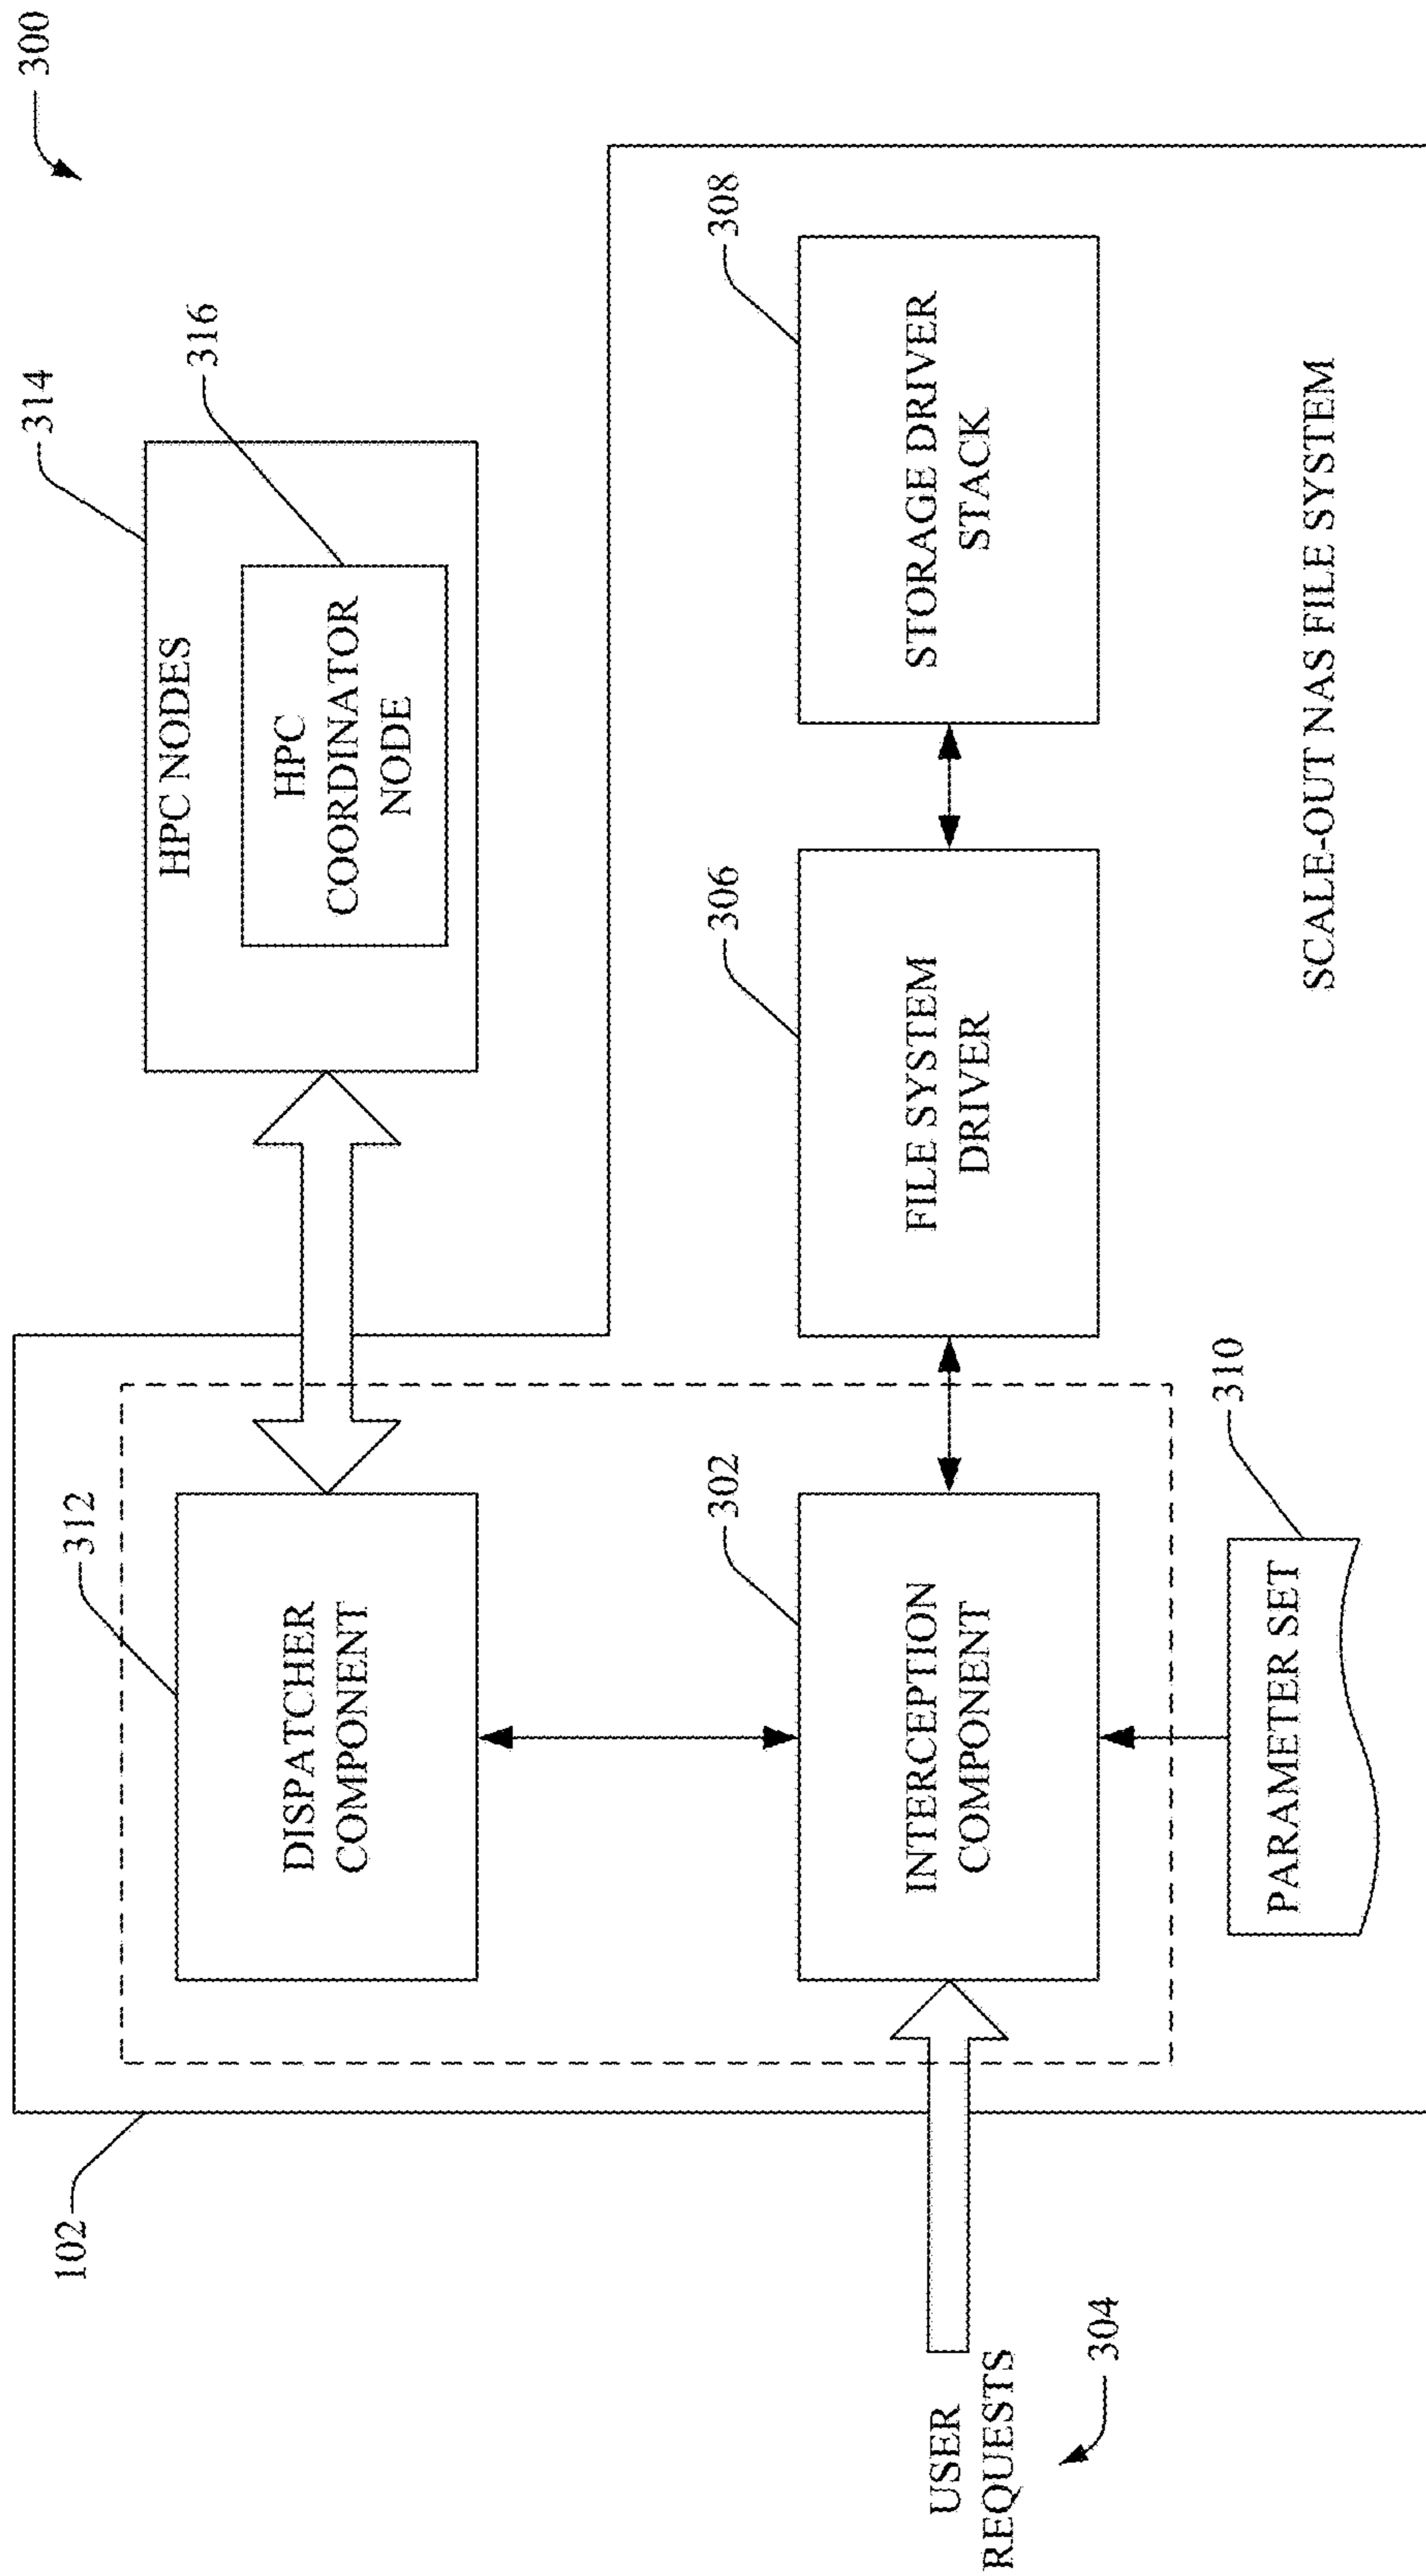 300
314
316
HPC NODES
HPC
COORDINATOR
NODE
312
DISPATCHER
COMPONENT
102
308
STORAGE DRIVER
STACK
306
FILE SYSTEM
DRIVER
302
INTERCEPTION
COMPONENT
USER
REQUESTS
304
310
PARAMETER SET
SCALE-OUT NAS FILE SYSTEM